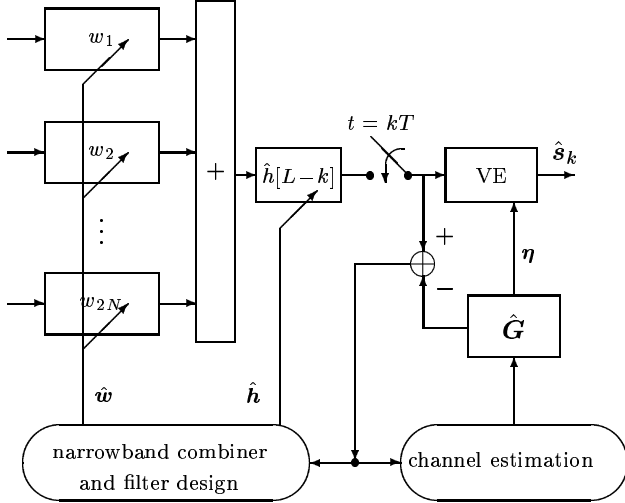 w₁
t = kT
w₂
+
ĥ[L−k]
VE
ŝₖ
⋮
+
η
−
w₂N
Ĝ
ŵ
ĥ
narrowband combiner
and filter design
channel estimation